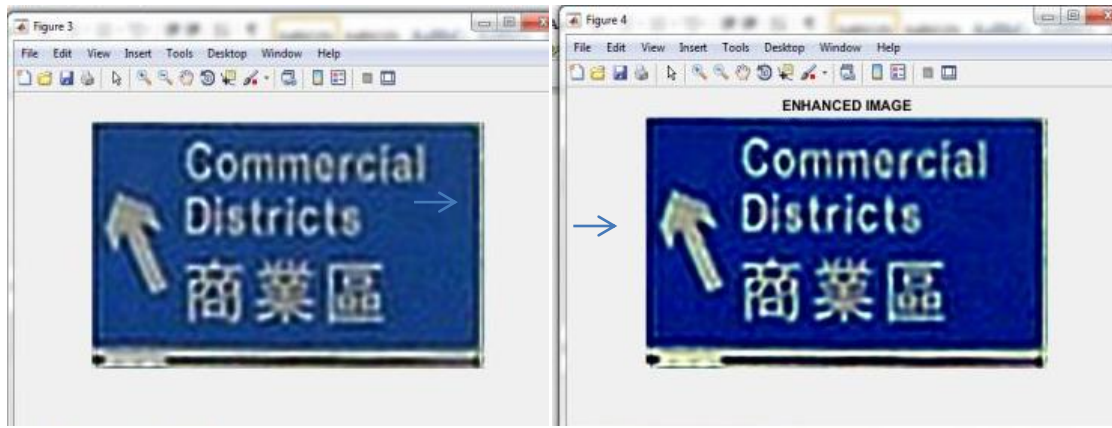 Figure 3
File Edit View Insert Tools Desktop Window Help
Commercial
Districts
商業區
Figure 4
File Edit View Insert Tools Desktop Window Help
ENHANCED IMAGE
Commercial
Districts
商業區